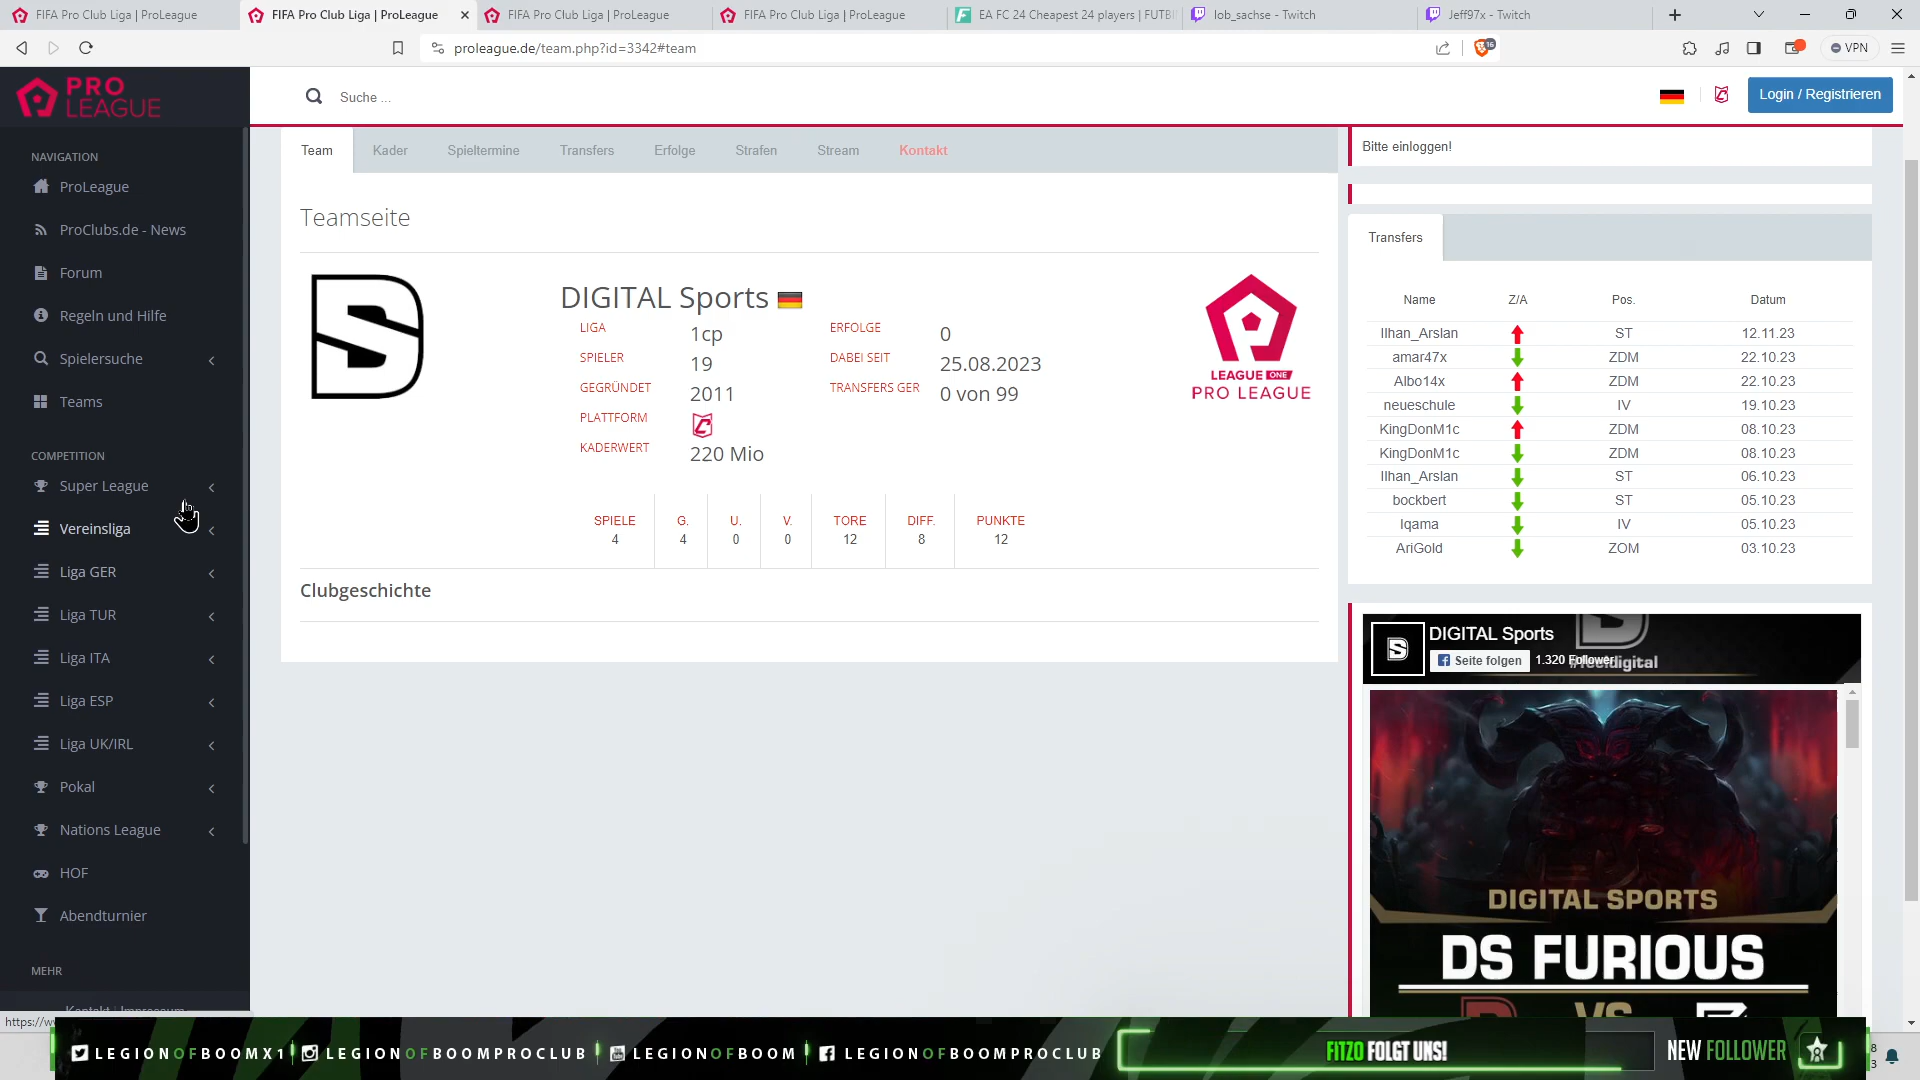 FIFA Pro Club Liga | ProLeague
FIFA Pro Club Liga | ProLeague
FIFA Pro Club Liga | ProLeague
FIFA Pro Club Liga | ProLeague
EA FC 24 Cheapest 24 players | FUTBI
lob_sachse - Twitch
Jeff97x - Twitch
proleague.de/team.php?id=3342#team
16
VPN
PRO
LEAGUE
Suche ...
Login / Registrieren
NAVIGATION
ProLeague
ProClubs.de - News
Forum
Regeln und Hilfe
Spielersuche
Teams
COMPETITION
Super League
Vereinsliga
Liga GER
Liga TUR
Liga ITA
Liga ESP
Liga UK/IRL
Pokal
Nations League
HOF
Abendturnier
MEHR
Kontakt | Impressum
https://w
Team
Kader
Spieltermine
Transfers
Erfolge
Strafen
Stream
Kontakt
Teamseite
DIGITAL Sports
LIGA 1cp
SPIELER 19
GEGRÜNDET 2011
PLATTFORM
KADERWERT 220 Mio
ERFOLGE 0
DABEI SEIT 25.08.2023
TRANSFERS GER 0 von 99
LEAGUE ONE
PRO LEAGUE
SPIELE G. U. V. TORE DIFF. PUNKTE
4 4 0 0 12 8 12
Clubgeschichte
Bitte einloggen!
Transfers
Name Z/A Pos. Datum
Ilhan_Arslan ST 12.11.23
amar47x ZDM 22.10.23
Albo14x ZDM 22.10.23
neueschule IV 19.10.23
KingDonM1c ZDM 08.10.23
KingDonM1c ZDM 08.10.23
Ilhan_Arslan ST 06.10.23
bockbert ST 05.10.23
Iqama IV 05.10.23
AriGold ZOM 03.10.23
DIGITAL Sports
Seite folgen
1.320 Follower
DIGITAL SPORTS
DS FURIOUS
VS
LEGIONOFBOOMX1
LEGIONOFBOOMPROCLUB
LEGIONOFBOOM
LEGIONOFBOOMPROCLUB
FITZO FOLGT UNS!
NEW FOLLOWER
8
3